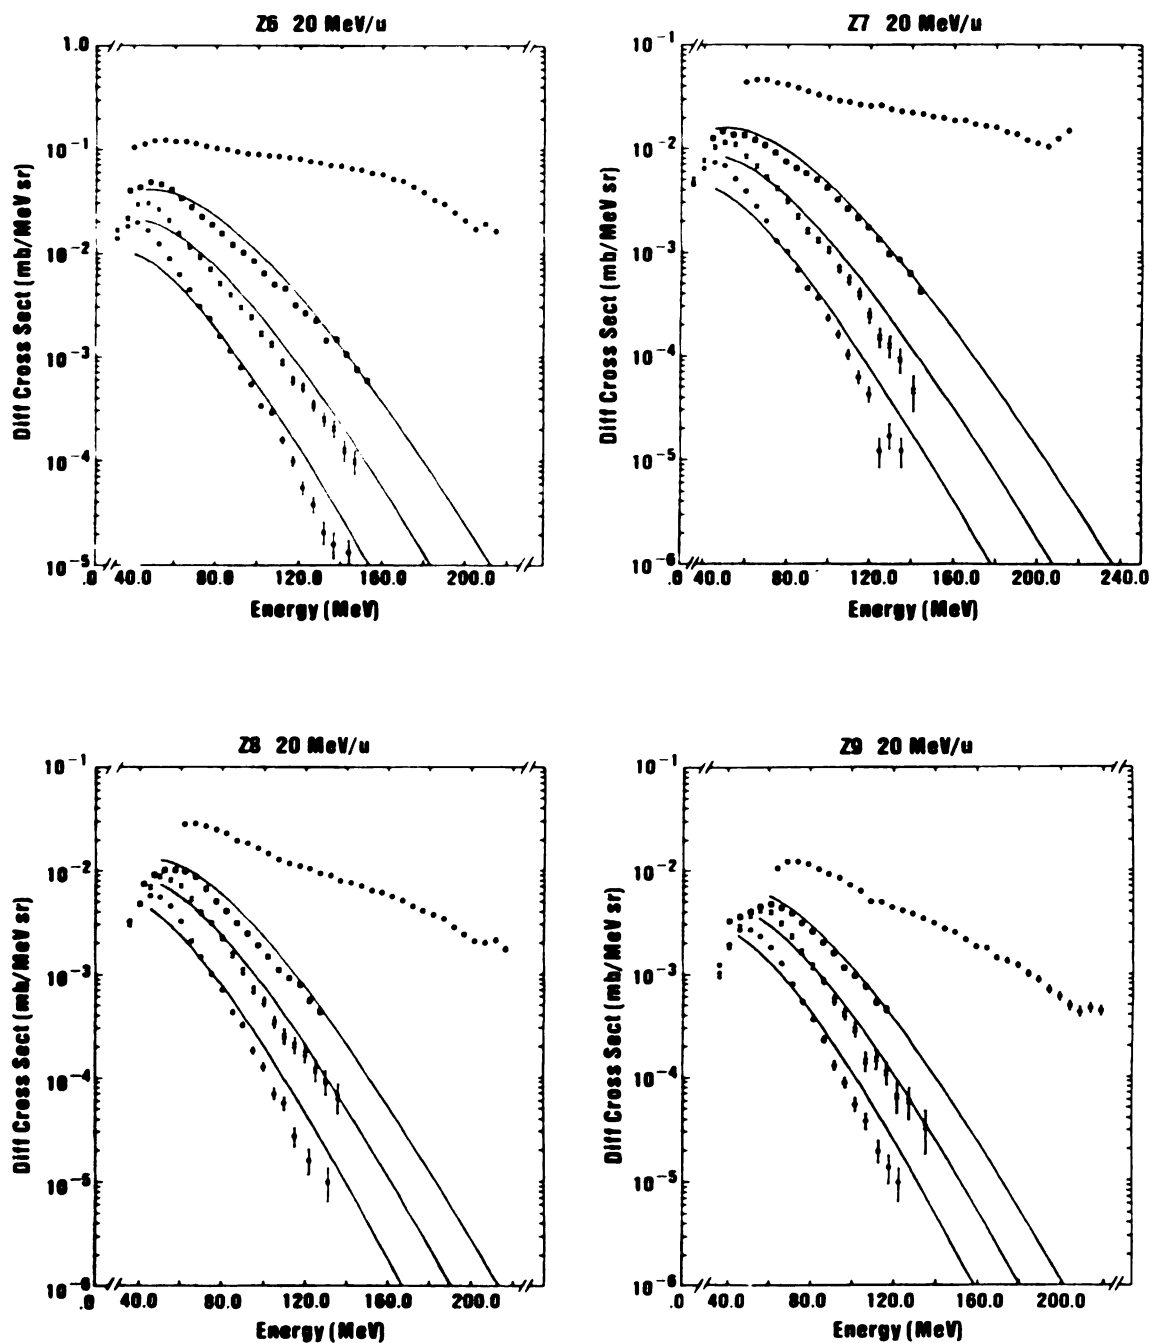 Z6 20 MeV/u
1.0
10⁻¹
10⁻²
10⁻³
10⁻⁴
10⁻⁵
Diff Cross Sect (mb/MeV sr)
.0 40.0 80.0 120.0 160.0 200.0
Energy (MeV)
Z7 20 MeV/u
10⁻¹
10⁻²
10⁻³
10⁻⁴
10⁻⁵
10⁻⁶
Diff Cross Sect (mb/MeV sr)
.0 40.0 80.0 120.0 160.0 200.0 240.0
Energy (MeV)
Z8 20 MeV/u
10⁻¹
10⁻²
10⁻³
10⁻⁴
10⁻⁵
10⁻⁶
Diff Cross Sect (mb/MeV sr)
.0 40.0 80.0 120.0 160.0 200.0
Energy (MeV)
Z9 20 MeV/u
10⁻¹
10⁻²
10⁻³
10⁻⁴
10⁻⁵
10⁻⁶
Diff Cross Sect (mb/MeV sr)
.0 40.0 80.0 120.0 160.0 200.0
Energy (MeV)